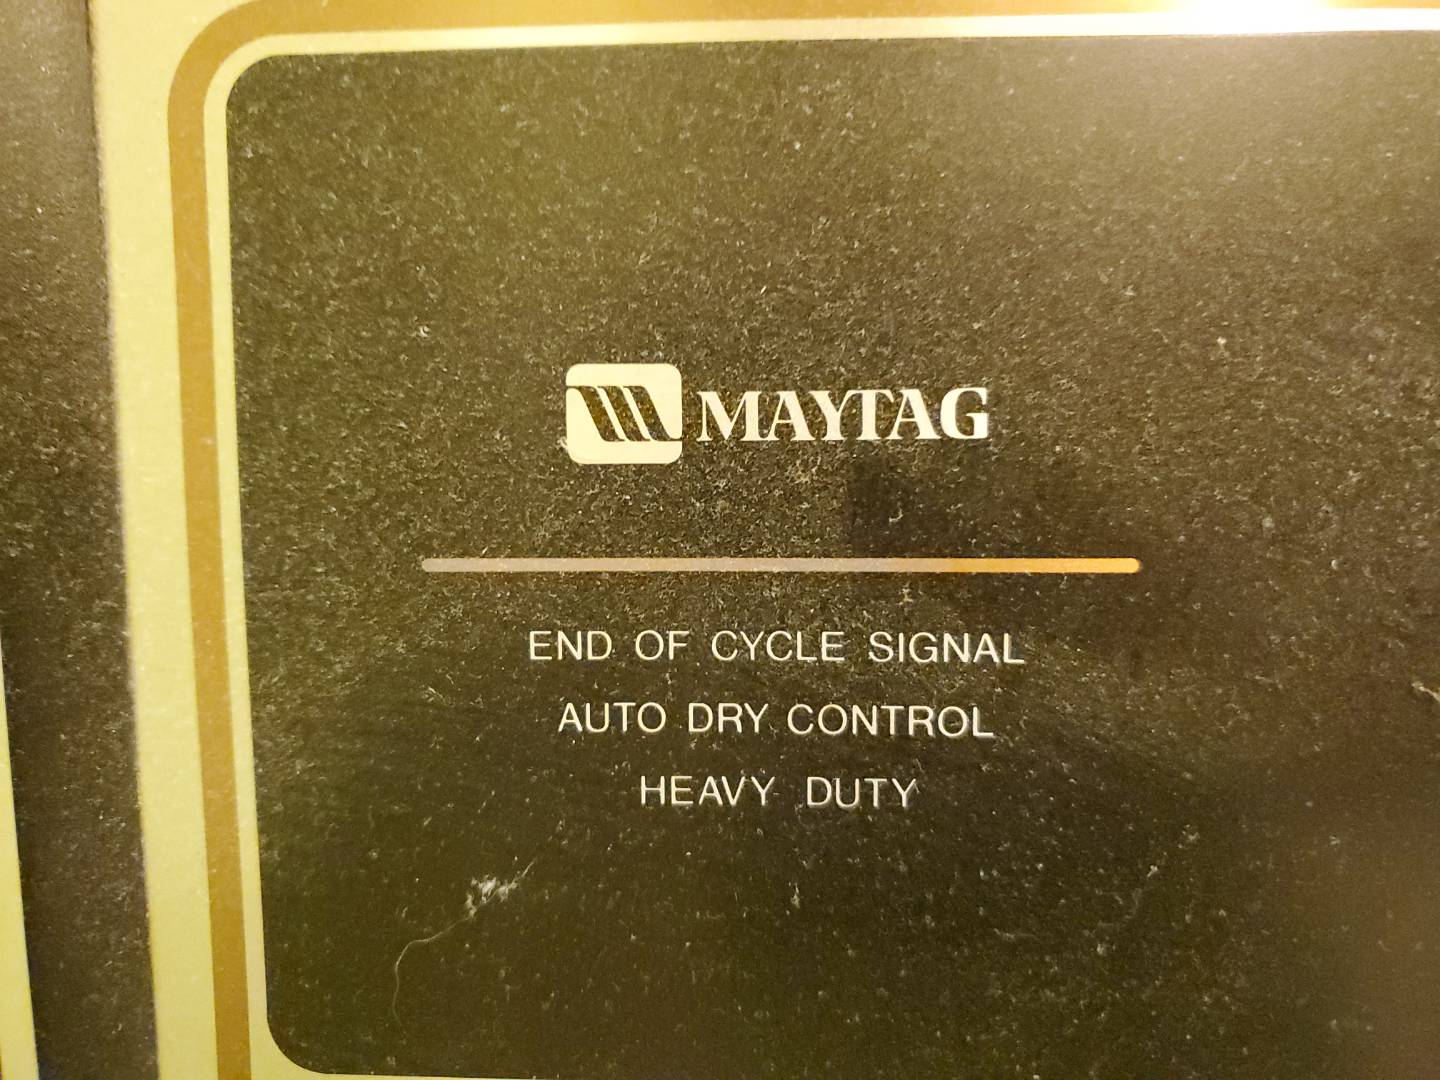 MAYTAG
END OF CYCLE SIGNAL
AUTO DRY CONTROL
HEAVY DUTY